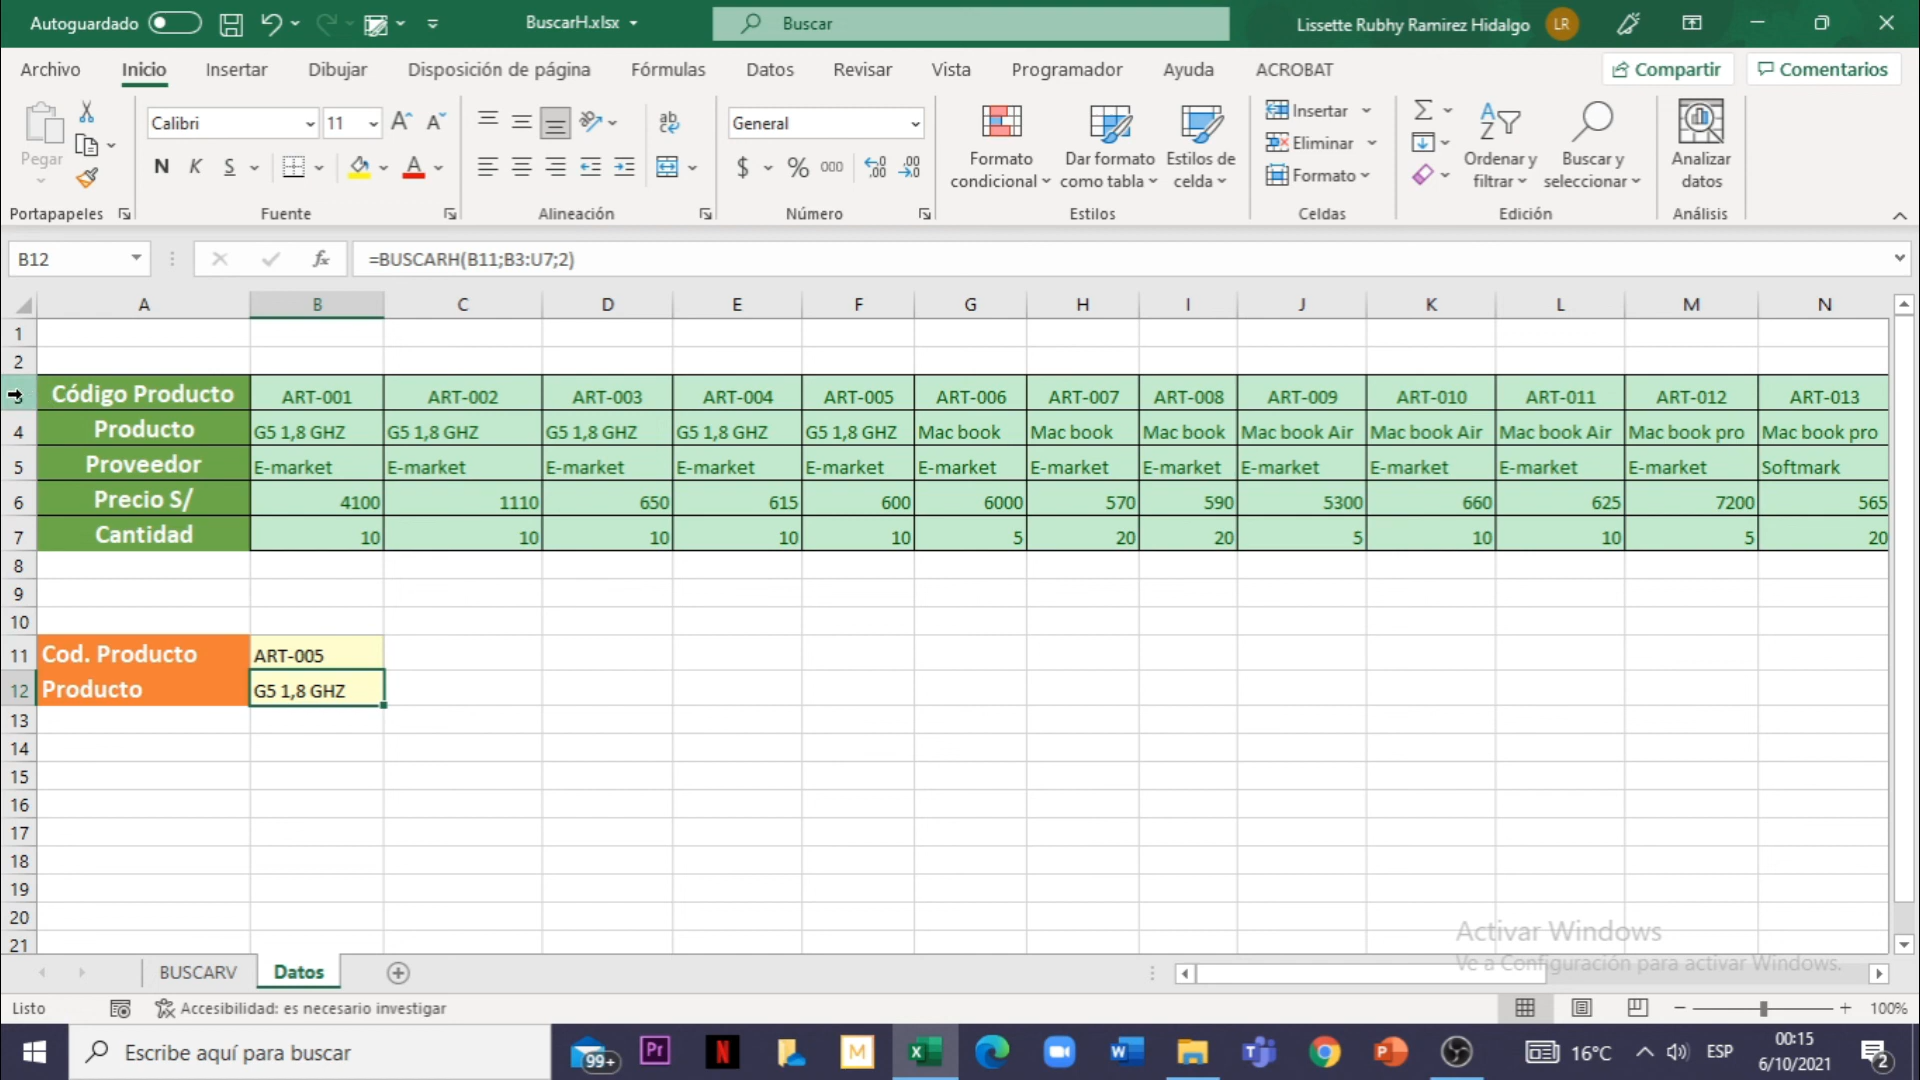 Autoguardado
BuscarH.xlsx
Buscar
Lissette Rubhy Ramirez Hidalgo
LR
Archivo Inicio Insertar Dibujar Disposición de página Fórmulas Datos Revisar Vista Programador Ayuda ACROBAT
Compartir
Comentarios
Pegar
Calibri 11
N K S
General
$ % 000
Formato condicional
Dar formato como tabla
Estilos de celda
Insertar
Eliminar
Formato
Ordenar y filtrar
Buscar y seleccionar
Analizar datos
Portapapeles Fuente Alineación Número Estilos Celdas Edición Análisis
B12 fx =BUSCARH(B11;B3:U7;2)
A B C D E F G H I J K L M N
1
2
3 Código Producto ART-001 ART-002 ART-003 ART-004 ART-005 ART-006 ART-007 ART-008 ART-009 ART-010 ART-011 ART-012 ART-013
4 Producto G5 1,8 GHZ G5 1,8 GHZ G5 1,8 GHZ G5 1,8 GHZ G5 1,8 GHZ Mac book Mac book Mac book Mac book Air Mac book Air Mac book Air Mac book pro Mac book pro
5 Proveedor E-market E-market E-market E-market E-market E-market E-market E-market E-market E-market E-market E-market Softmark
6 Precio S/ 4100 1110 650 615 600 6000 570 590 5300 660 625 7200 565
7 Cantidad 10 10 10 10 10 5 20 20 5 10 10 5 20
8
9
10
11 Cod. Producto ART-005
12 Producto G5 1,8 GHZ
13
14
15
16
17
18
19
20
21
Activar Windows
Ve a Configuración para activar Windows.
BUSCARV Datos
Listo
Accesibilidad: es necesario investigar
100%
Escribe aquí para buscar
99+
16°C
ESP
00:15
6/10/2021
2